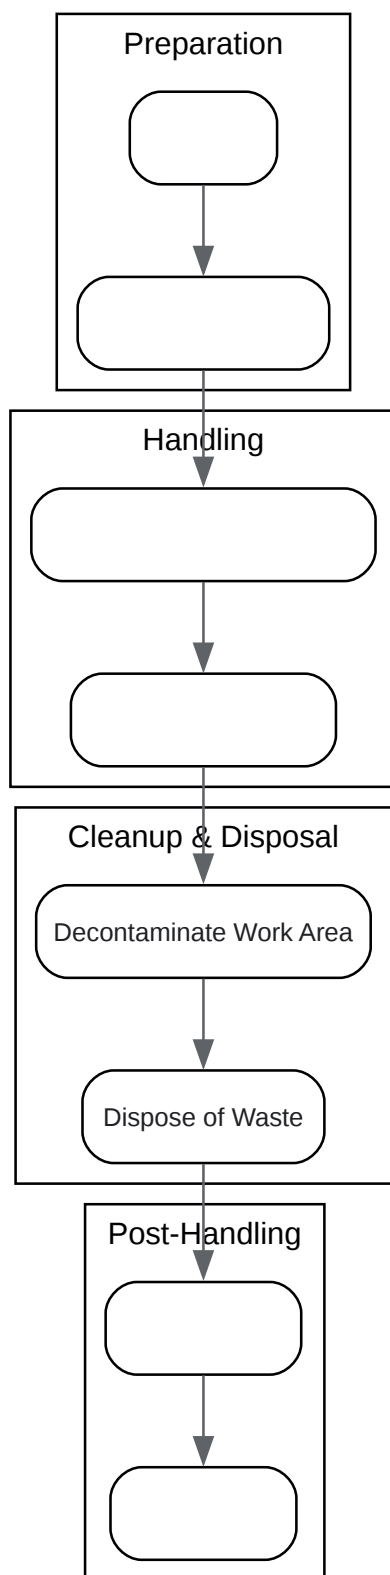 Preparation
Handling
Cleanup & Disposal
Decontaminate Work Area
Dispose of Waste
Post-Handling